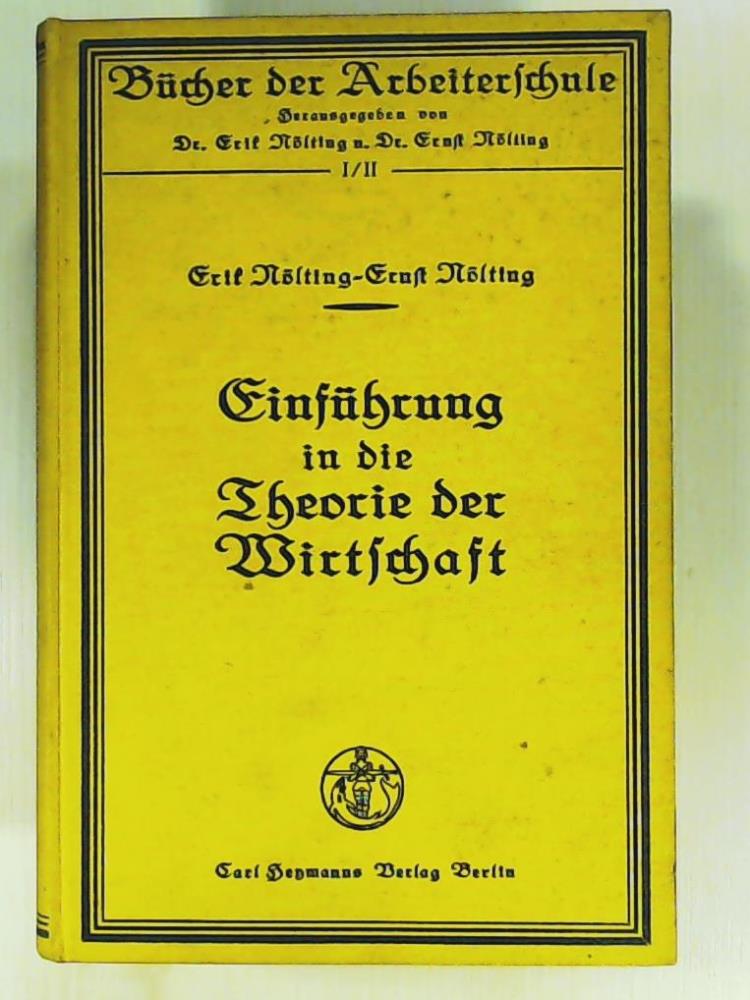 Bücher der Arbeiterschule
Herausgegeben von
Dr. Erik Nölting u. Dr. Ernst Nölting
I/II
Erik Nölting-Ernst Nölting
Einführung
in die
Theorie der
Wirtschaft
Carl Heymanns Verlag Berlin